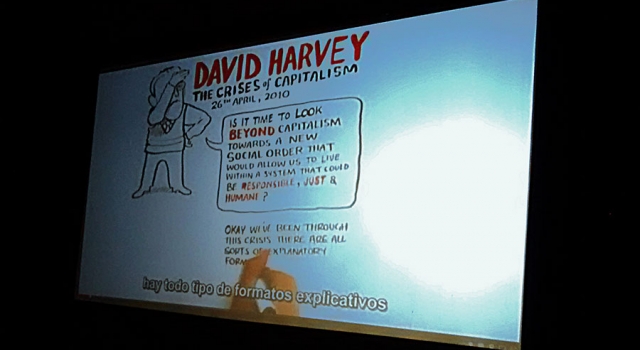 DAVID HARVEY
THE CRISES of CAPITALISM
26TH APRIL, 2010
IS IT TIME TO LOOK
BEYOND CAPITALISM
TOWARDS A NEW
SOCIAL ORDER THAT
WOULD ALLOW US TO LIVE
WITHIN A SYSTEM THAT COULD
BE RESPONSIBLE, JUST &
HUMANE?
OKAY WE'VE BEEN THROUGH
THIS CRISIS THERE ARE ALL
SORTS OF EXPLANATORY
hay todo tipo de formatos explicativos